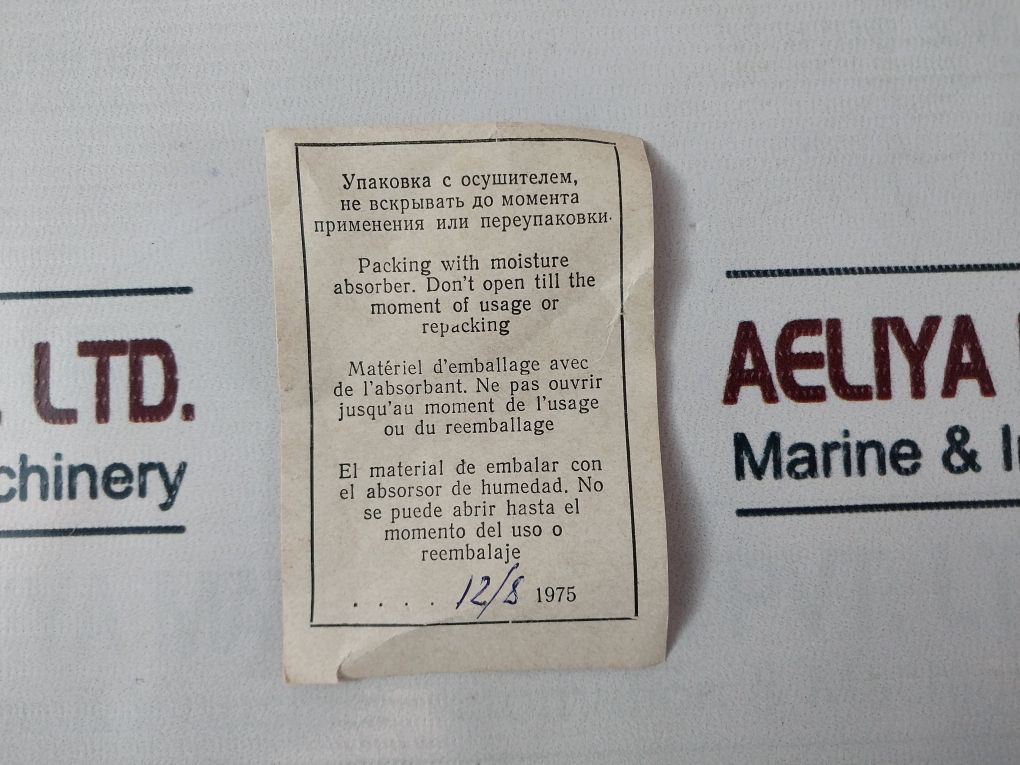 Упаковка с осушителем,
не вскрывать до момента
применения или переупаковки.
Packing with moisture
absorber. Don't open till the
moment of usage or
repacking
Matériel d'emballage avec
de l'absorbant. Ne pas ouvrir
jusqu'au moment de l'usage
ou du reemballage
El material de embalar con
el absorsor de humedad. No
se puede abrir hasta el
momento del uso o
reembalaje
.... 12/8 1975
LTD.
chinery
AELIYA
Marine & I